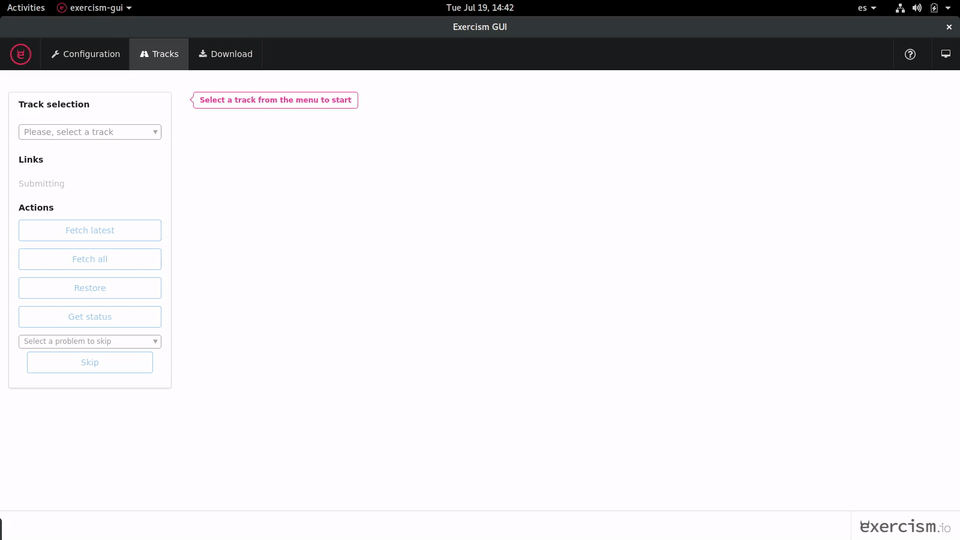 Activities exercism-gui Tue Jul 19, 14:42 es
Exercism GUI
Configuration Tracks Download
Track selection
Select a track from the menu to start
Please, select a track
Links
Submitting
Actions
Fetch latest
Fetch all
Restore
Get status
Select a problem to skip
Skip
exercism.io